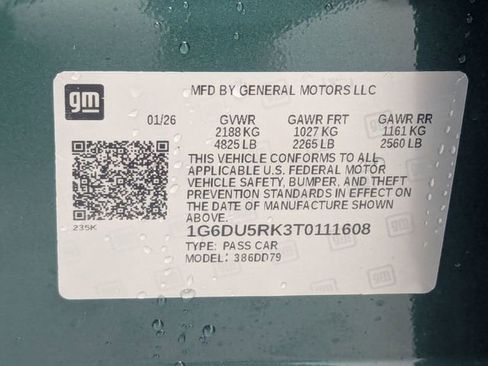 gm
MFD BY GENERAL MOTORS LLC
01/26 GVWR GAWR FRT GAWR RR
2188 KG 1027 KG 1161 KG
4825 LB 2265 LB 2560 LB
THIS VEHICLE CONFORMS TO ALL
APPLICABLE U.S. FEDERAL MOTOR
VEHICLE SAFETY, BUMPER, AND THEFT
PREVENTION STANDARDS IN EFFECT ON
THE DATE OF MANUFACTURE SHOWN
ABOVE.
235K
1G6DU5RK3T0111608
TYPE: PASS CAR
MODEL: 386DD79